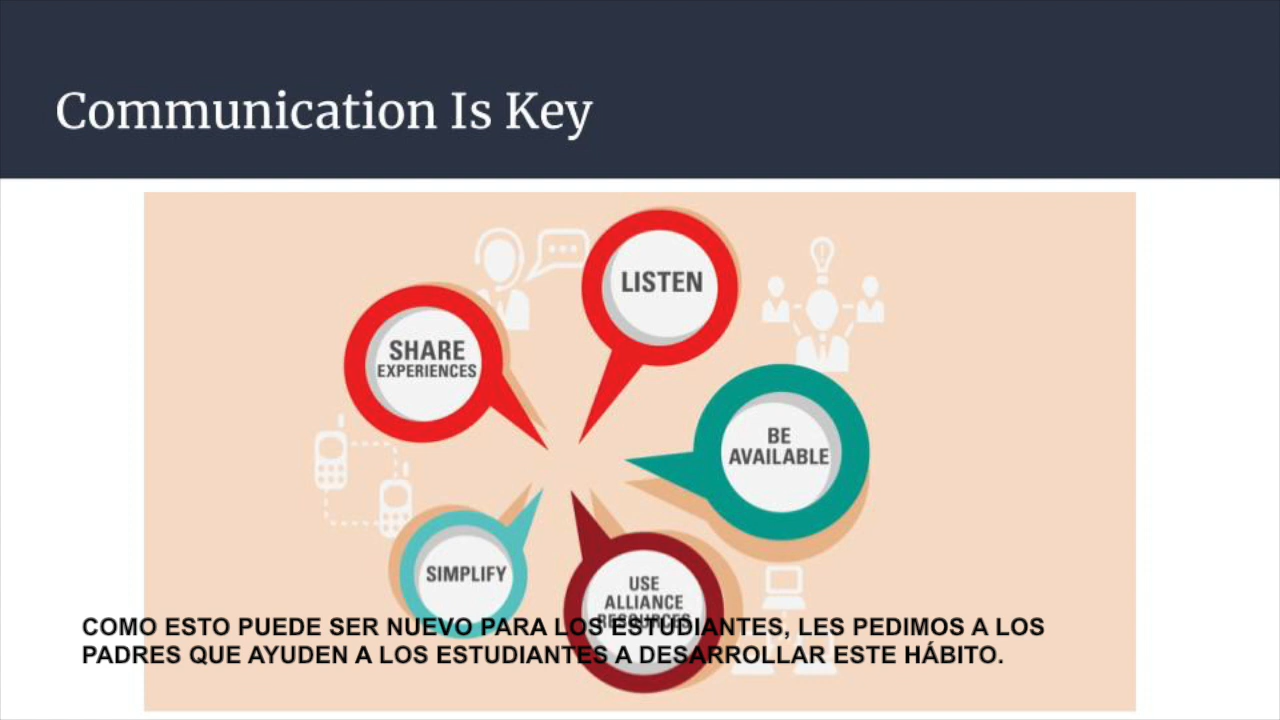 Communication Is Key
LISTEN
SHARE
EXPERIENCES
BE
AVAILABLE
SIMPLIFY
USE
ALLIANCE
RESOURCES
COMO ESTO PUEDE SER NUEVO PARA LOS ESTUDIANTES, LES PEDIMOS A LOS
PADRES QUE AYUDEN A LOS ESTUDIANTES A DESARROLLAR ESTE HÁBITO.